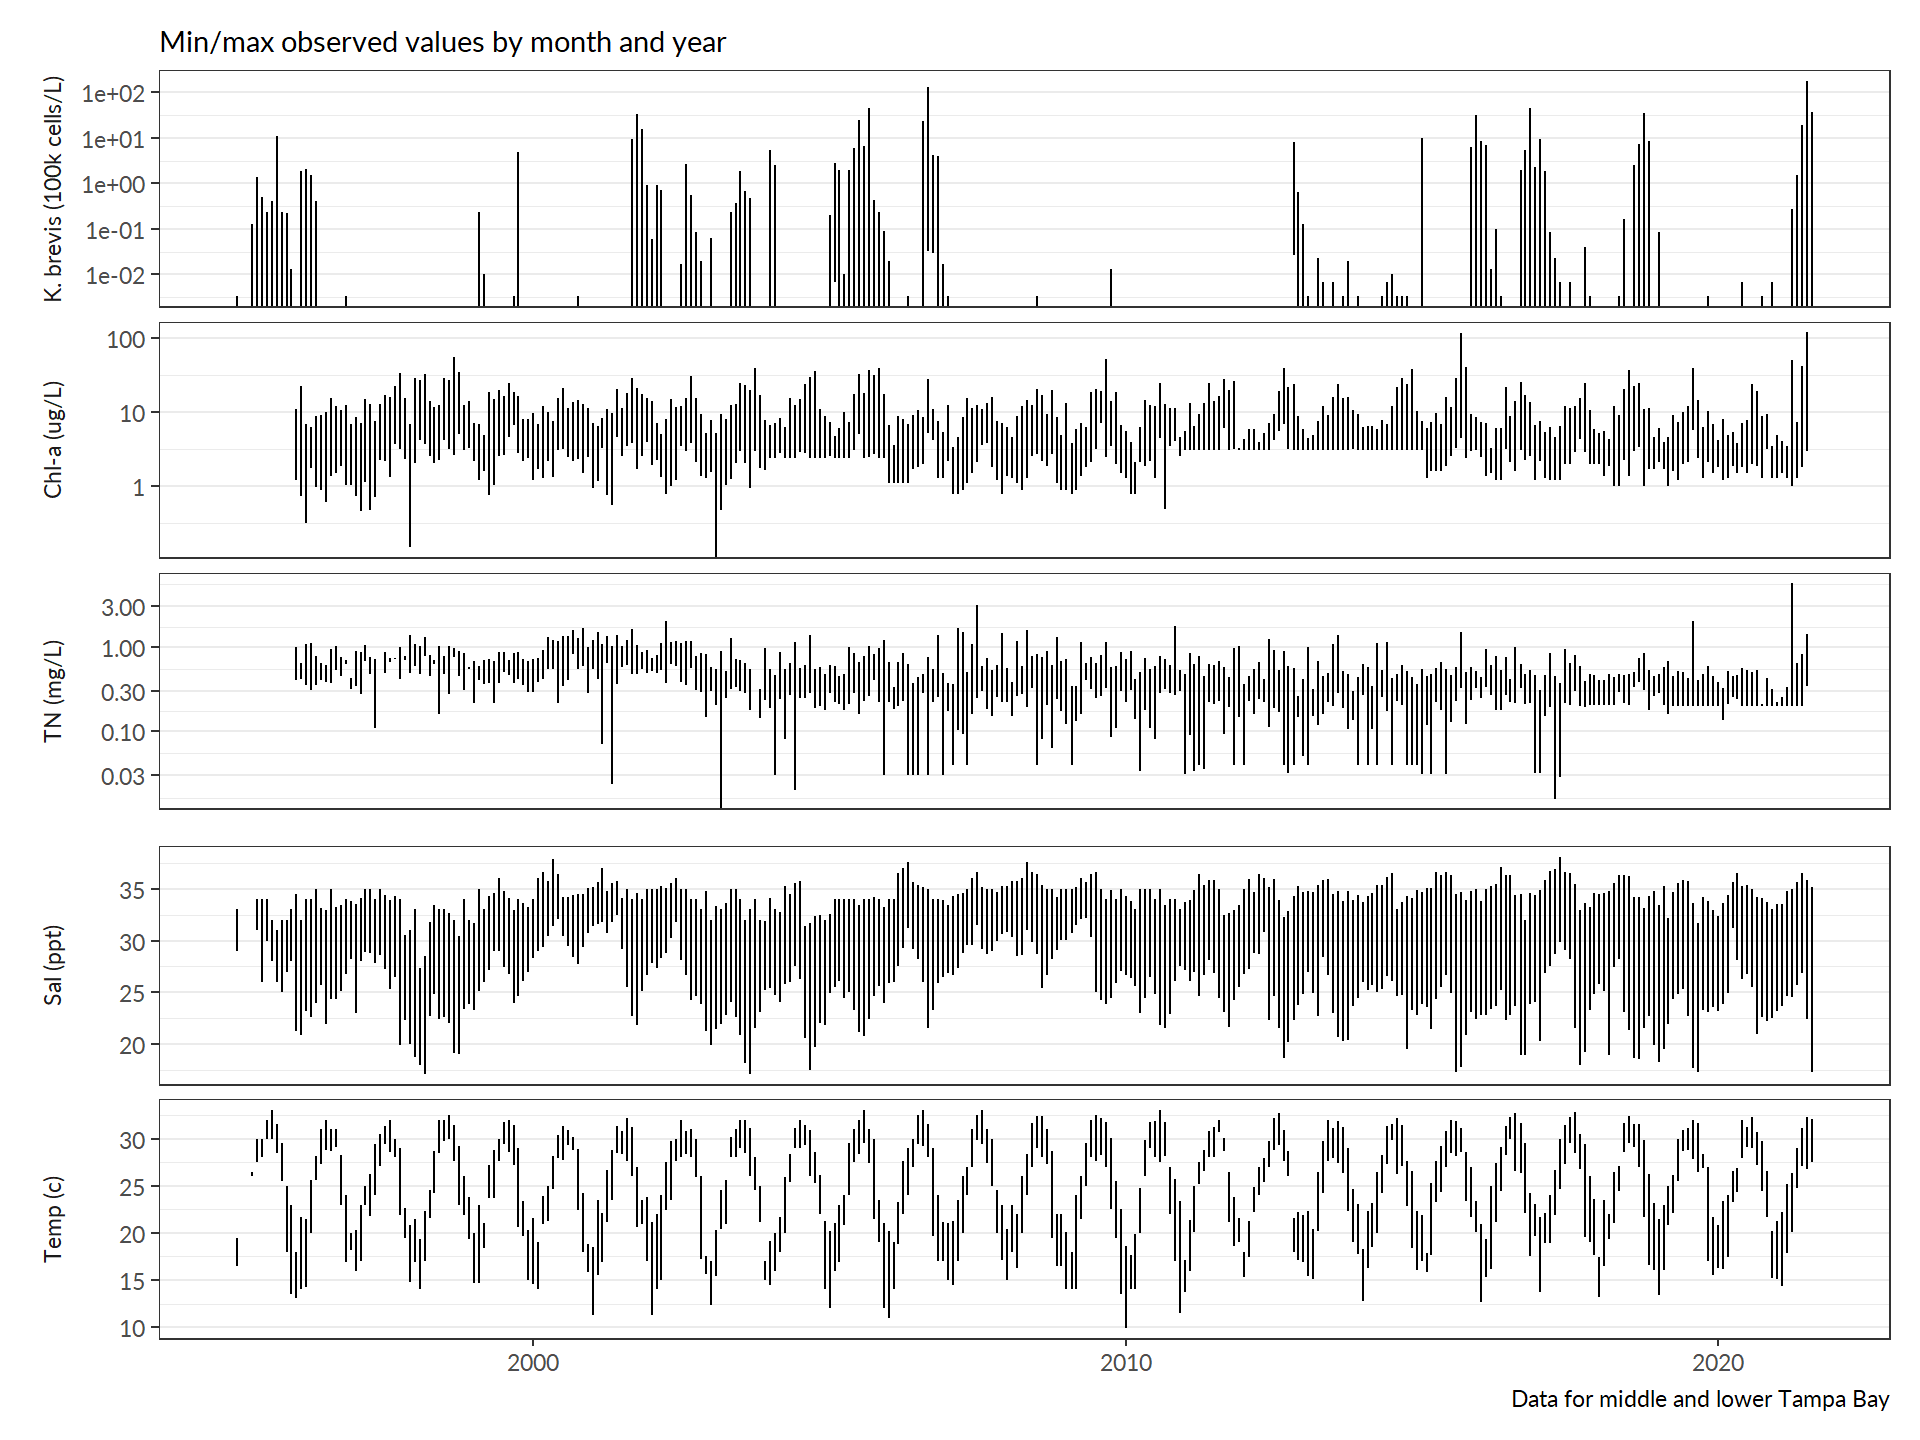 Min/max observed values by month and year
K. brevis (100k cells/L)
1e+02
1e+01
1e+00
1e-01
1e-02
Chl-a (ug/L)
100
10
1
TN (mg/L)
3.00
1.00
0.30
0.10
0.03
Sal (ppt)
35
30
25
20
Temp (c)
30
25
20
15
10
2000 2010 2020
Data for middle and lower Tampa Bay